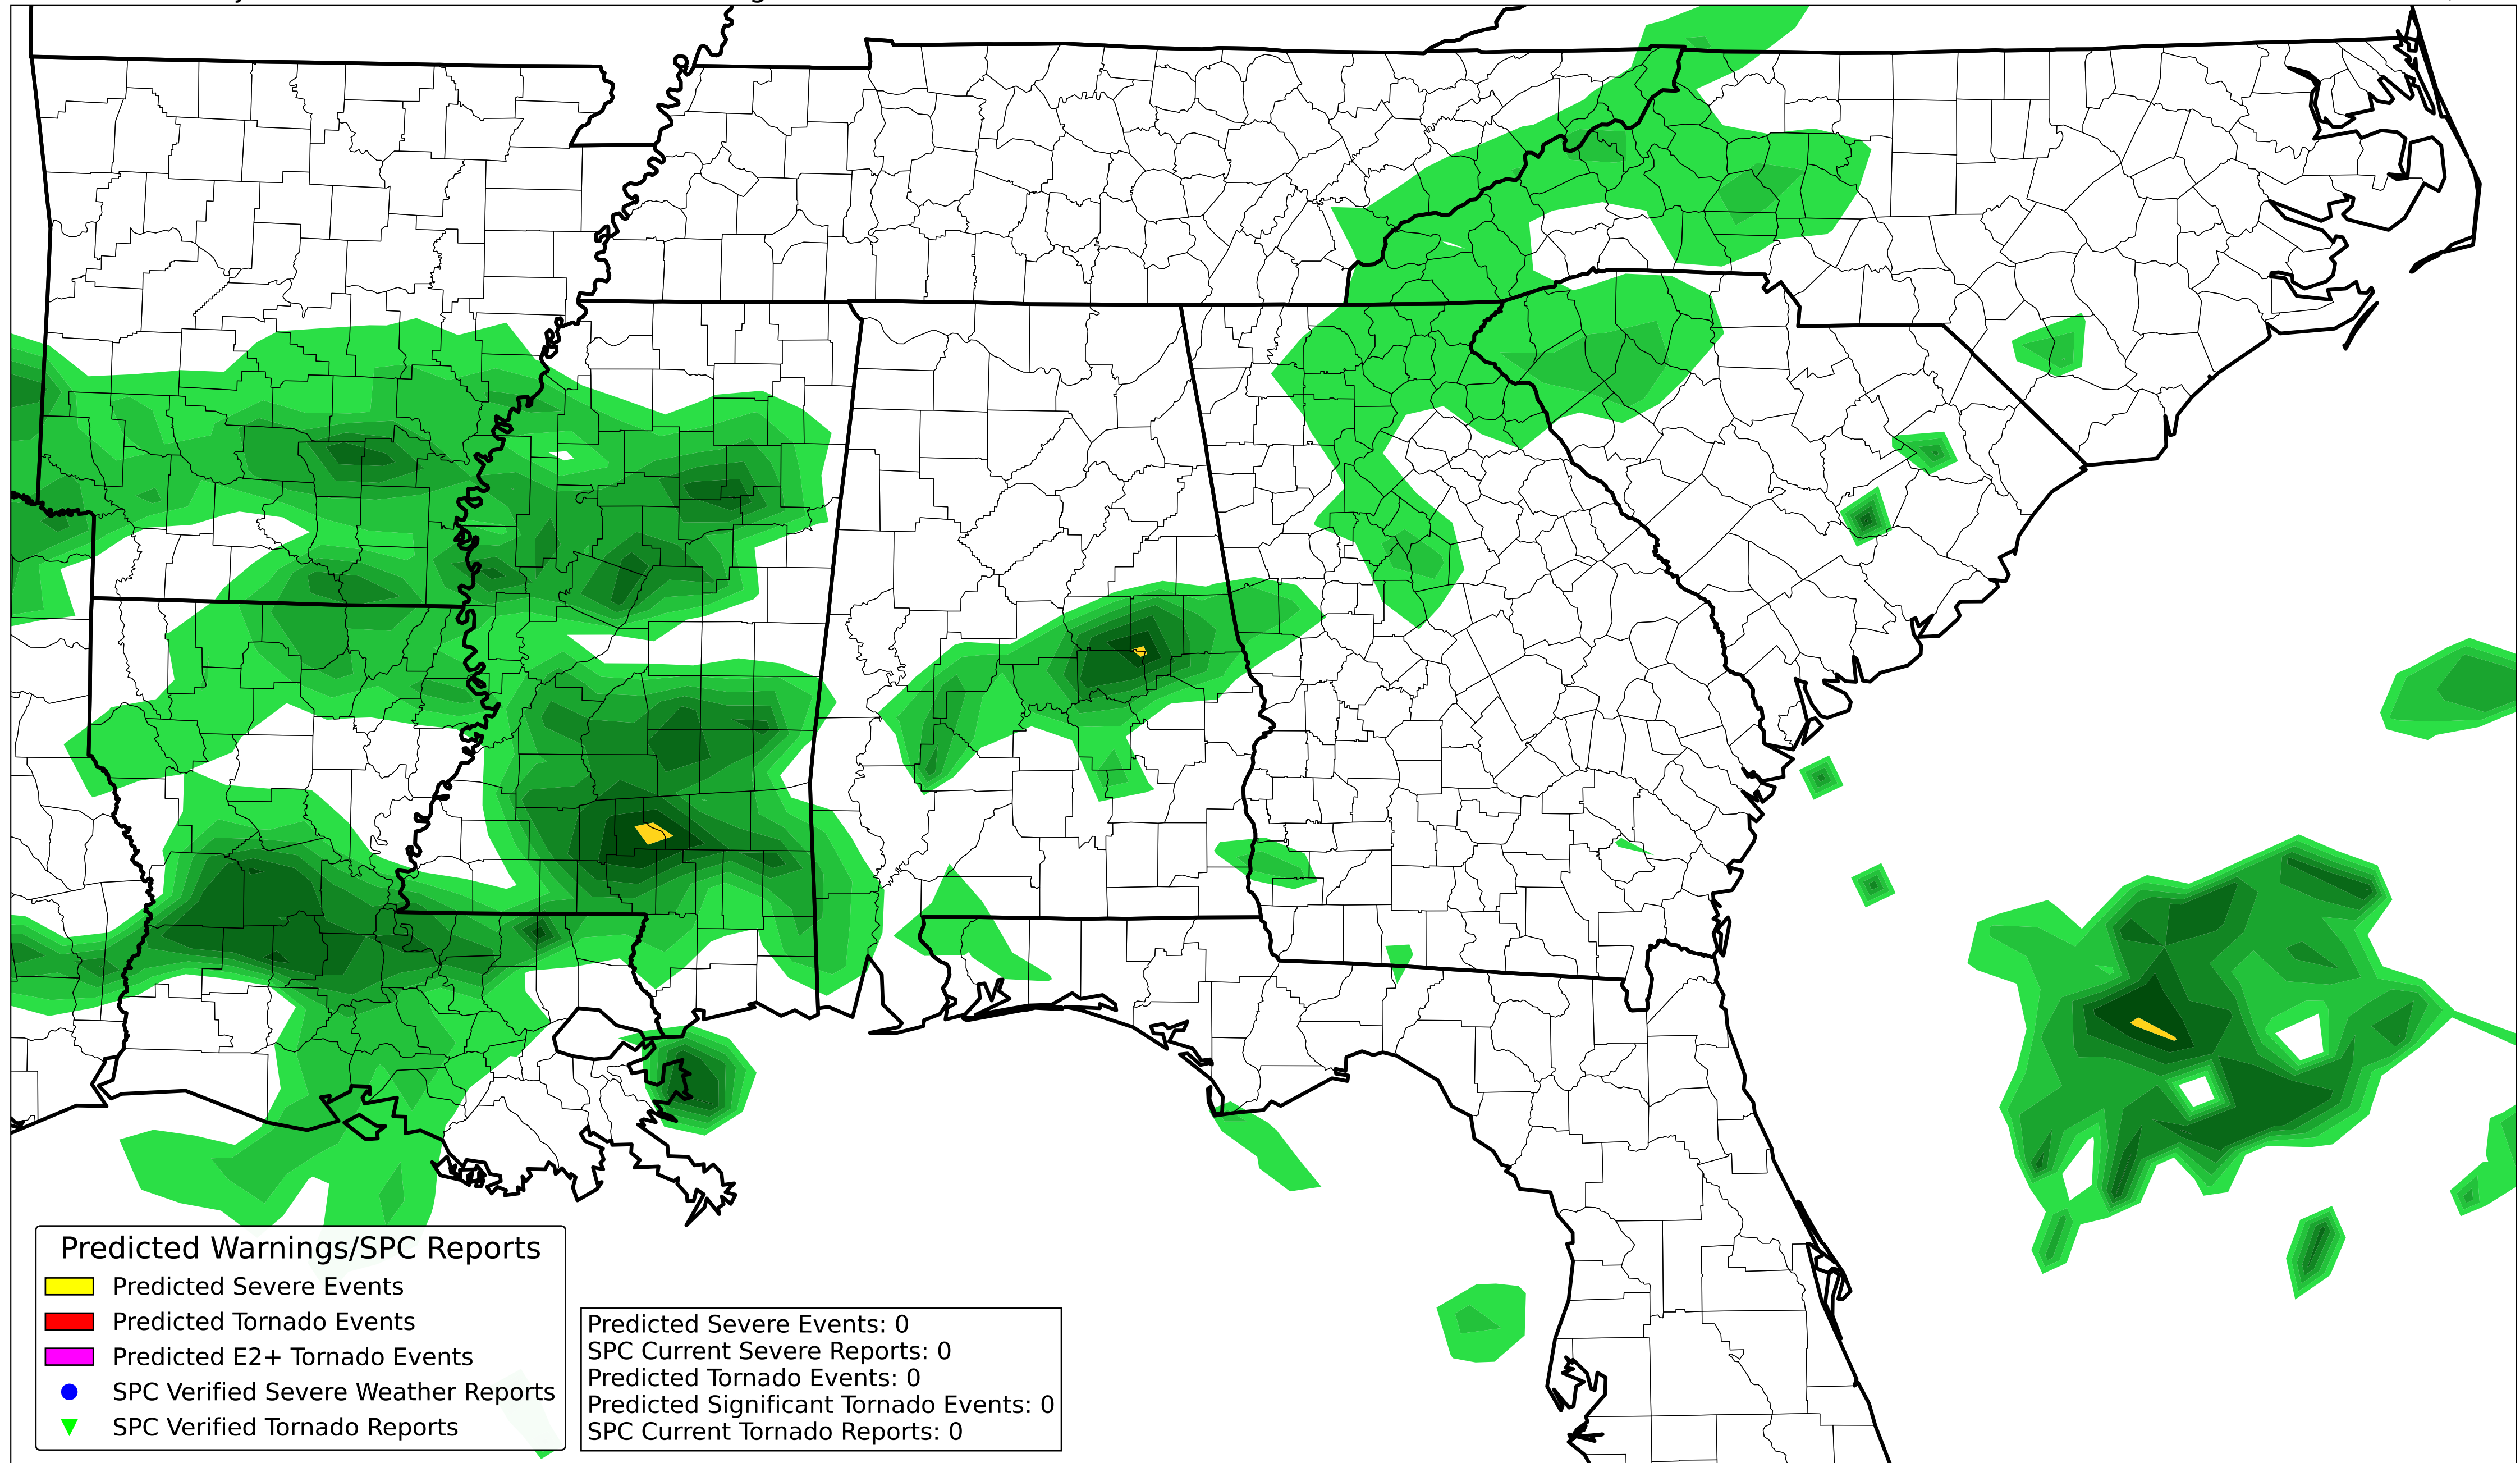 Predicted Warnings/SPC Reports
Predicted Severe Events
Predicted Tornado Events
Predicted E2+ Tornado Events
SPC Verified Severe Weather Reports
SPC Verified Tornado Reports
Predicted Severe Events: 0
SPC Current Severe Reports: 0
Predicted Tornado Events: 0
Predicted Significant Tornado Events: 0
SPC Current Tornado Reports: 0